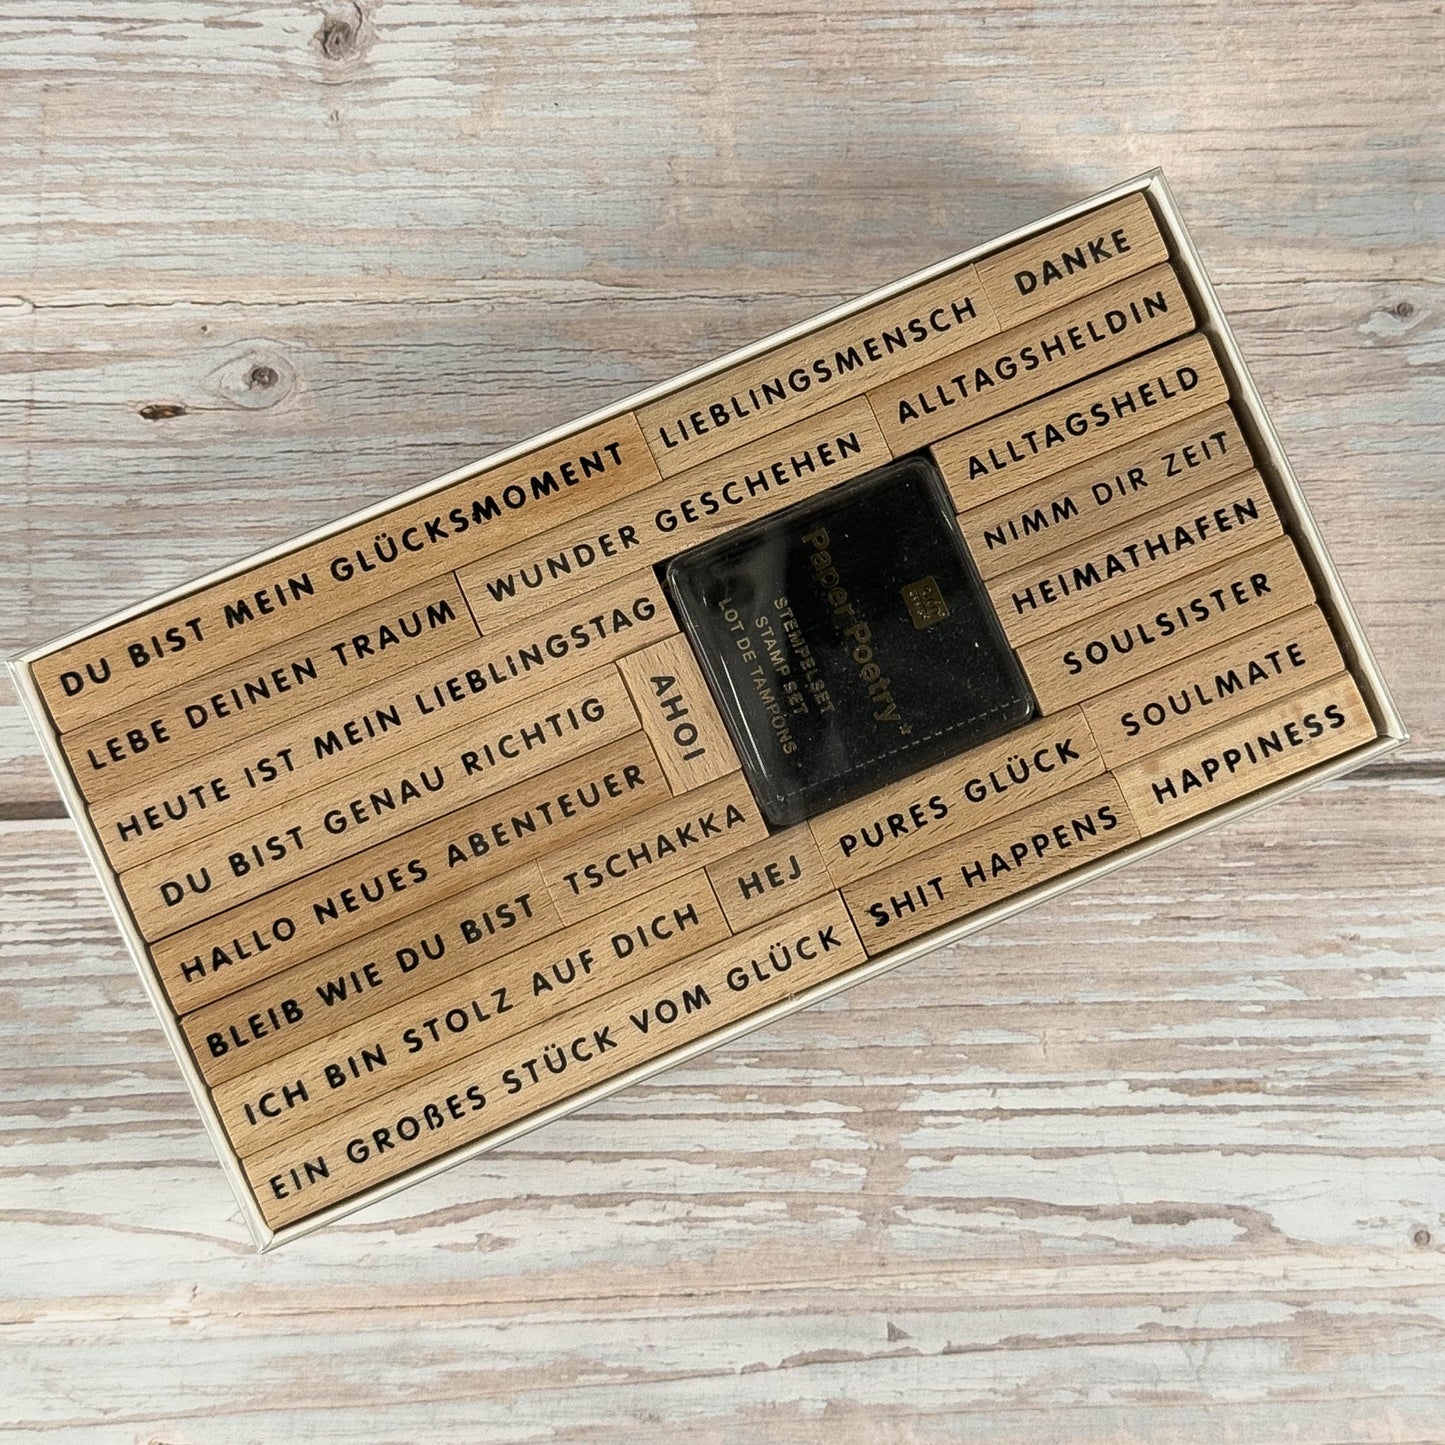 DU BIST MEIN GLÜCKSMOMENT
LIEBLINGSMENSCH
DANKE
LEBE DEINEN TRAUM
WUNDER GESCHEHEN
ALLTAGSHELDIN
HEUTE IST MEIN LIEBLINGSTAG
ALLTAGSHELD
DU BIST GENAU RICHTIG
AHOI
NIMM DIR ZEIT
HALLO NEUES ABENTEUER
HEIMATHAFEN
BLEIB WIE DU BIST
TSCHAKKA
SOULSISTER
ICH BIN STOLZ AUF DICH
HEJ
PURES GLÜCK
SOULMATE
EIN GROßES STÜCK VOM GLÜCK
SHIT HAPPENS
HAPPINESS
Paper Poetry
STEMPELSET
STAMP SET
LOT DE TAMPONS